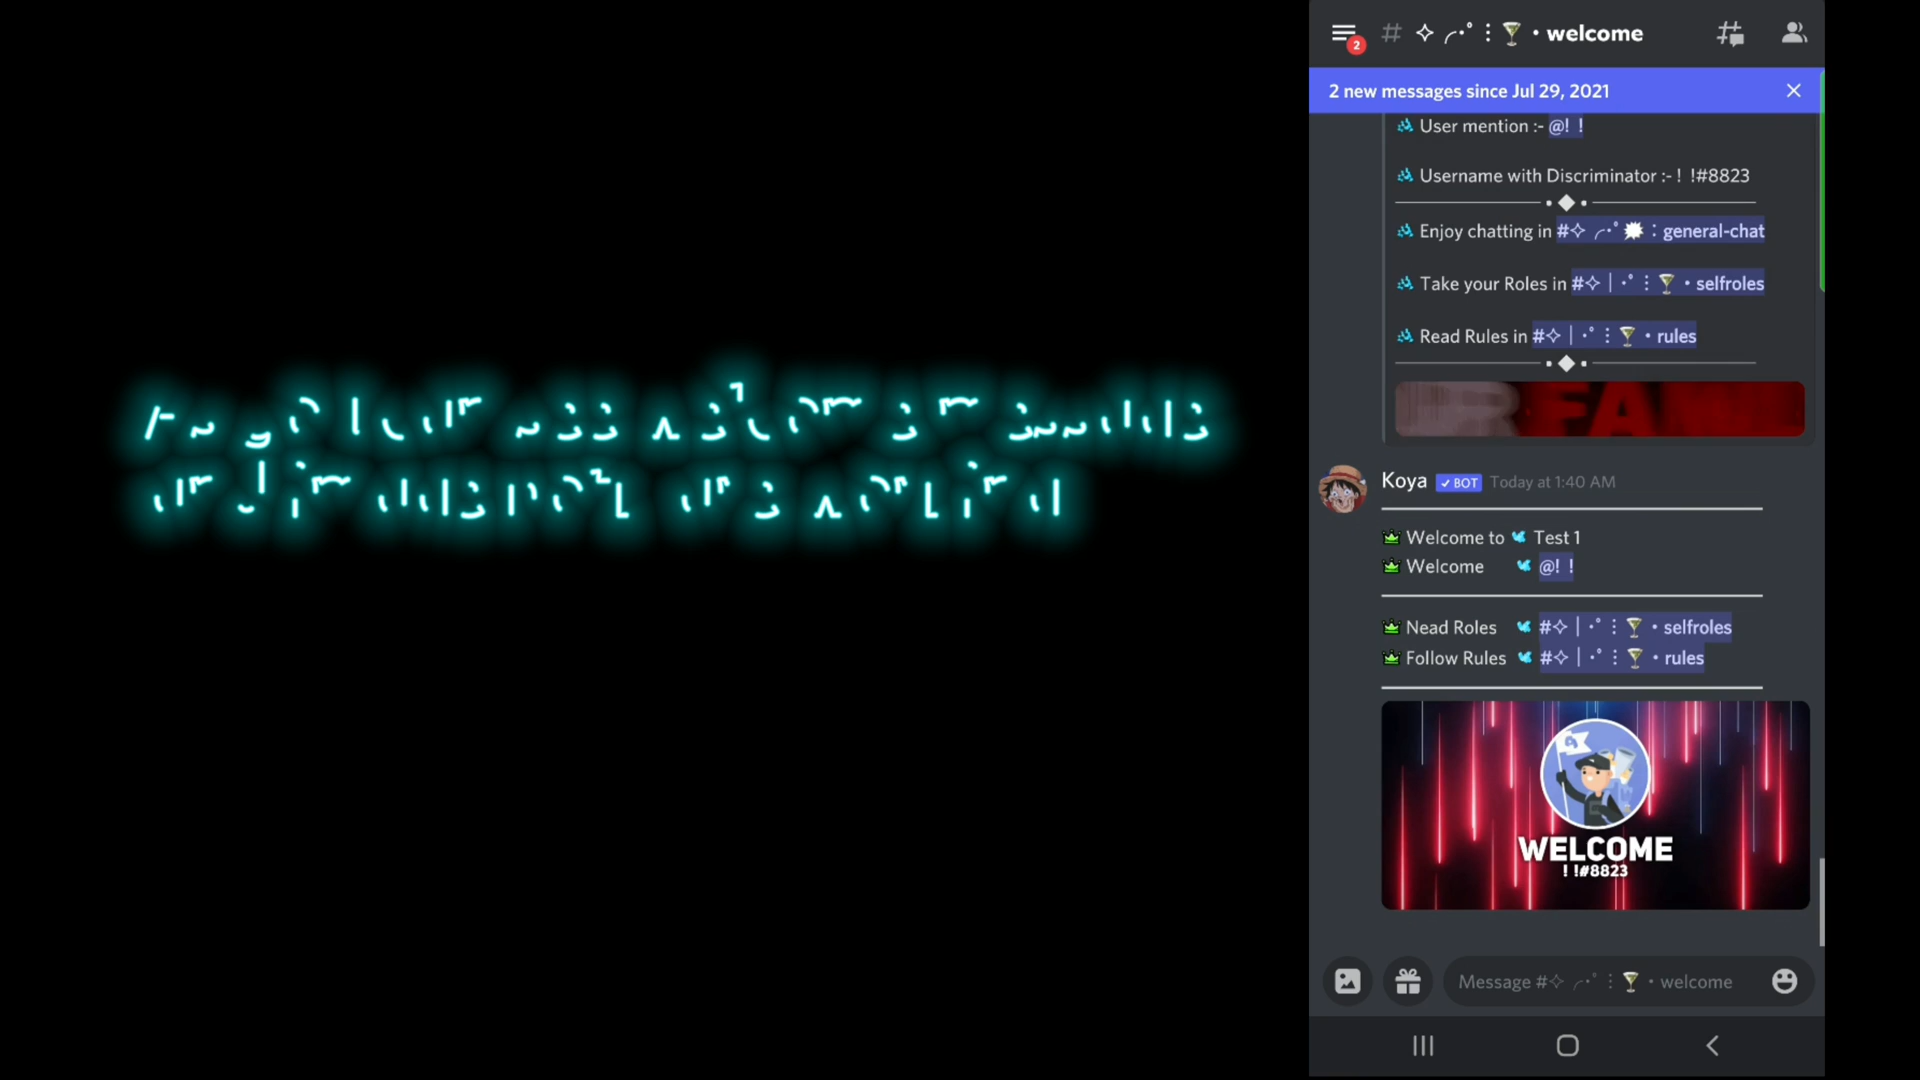 # ✧ ╭·˚ ⋮ 🍸 • welcome
2
2 new messages since Jul 29, 2021
User mention :- @! !
Username with Discriminator :- ! !#8823
Enjoy chatting in #✧ ╭·˚ ✸ : general-chat
Take your Roles in #✧ | ·˚ ⋮ 🍸 • selfroles
Read Rules in #✧ | ·˚ ⋮ 🍸 • rules
FA
Koya ✓ BOT Today at 1:40 AM
Welcome to Test 1
Welcome @! !
Nead Roles #✧ | ·˚ ⋮ 🍸 • selfroles
Follow Rules #✧ | ·˚ ⋮ 🍸 • rules
WELCOME
! !#8823
Message #✧ ╭·˚ ⋮ 🍸 • welcome